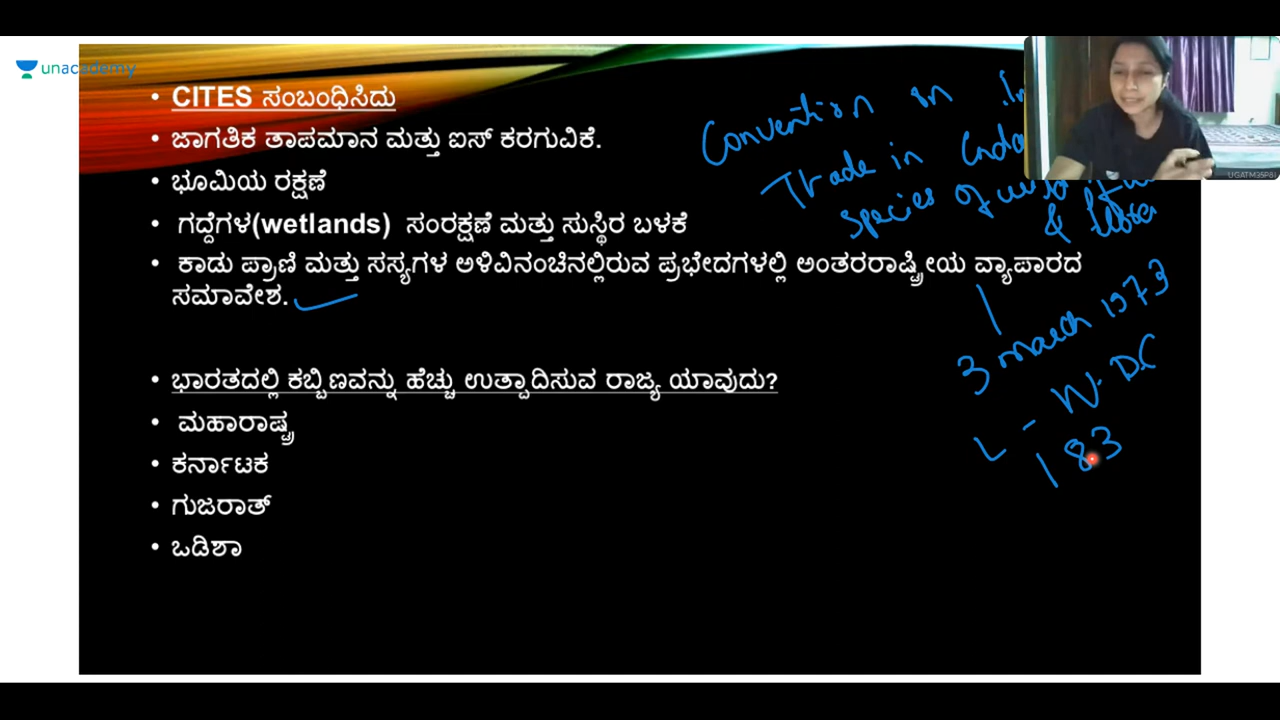 unacademy
• CITES ಸಂಬಂಧಿಸಿದು
• ಜಾಗತಿಕ ತಾಪಮಾನ ಮತ್ತು ಐಸ್ ಕರಗುವಿಕೆ.
• ಭೂಮಿಯ ರಕ್ಷಣೆ
• ಗದ್ದೆಗಳ(wetlands) ಸಂರಕ್ಷಣೆ ಮತ್ತು ಸುಸ್ಥಿರ ಬಳಕೆ
• ಕಾಡು ಪ್ರಾಣಿ ಮತ್ತು ಸಸ್ಯಗಳ ಅಳಿವಿನಂಚಿನಲ್ಲಿರುವ ಪ್ರಭೇದಗಳಲ್ಲಿ ಅಂತರರಾಷ್ಟ್ರೀಯ ವ್ಯಾಪಾರದ
ಸಮಾವೇಶ.
• ಭಾರತದಲ್ಲಿ ಕಬ್ಬಿಣವನ್ನು ಹೆಚ್ಚು ಉತ್ಪಾದಿಸುವ ರಾಜ್ಯ ಯಾವುದು?
• ಮಹಾರಾಷ್ಟ್ರ
• ಕರ್ನಾಟಕ
• ಗುಜರಾತ್
• ಒಡಿಶಾ
Convention on
Trade in
species of
&
3 march 1973
W. DC
183
UGATM3SP8I